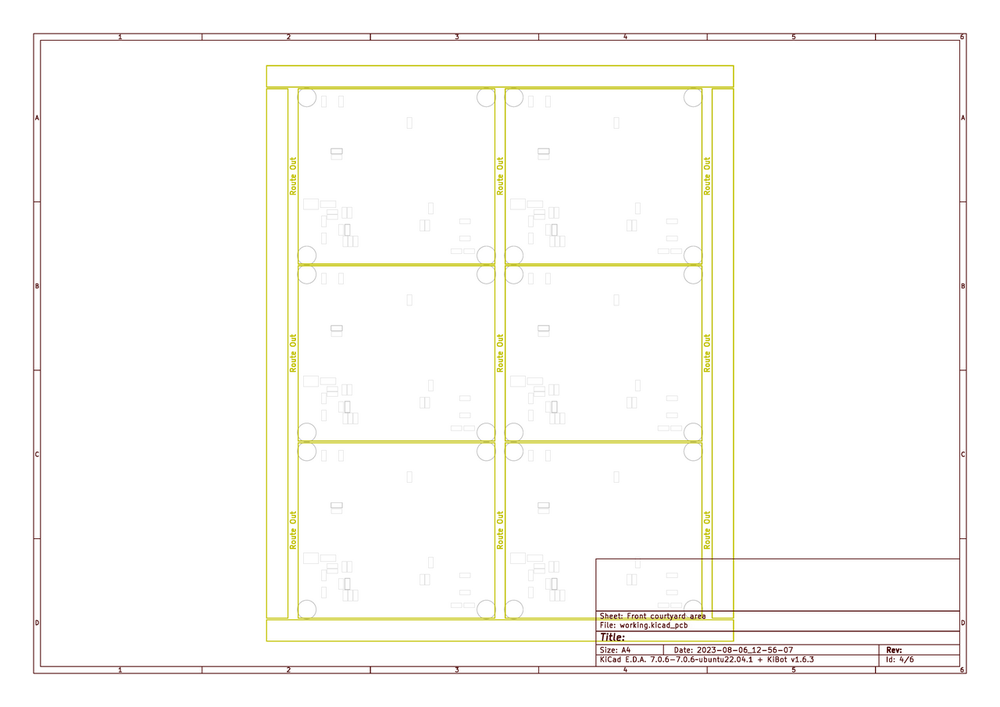 1 2 3 4 5 6
A A
Route Out Route Out Route Out
B B
Route Out Route Out Route Out
C C
Route Out Route Out Route Out
Sheet: Front courtyard area
File: working.kicad_pcb
D D
Title:
Size: A4 Date: 2023-08-06_12-56-07 Rev:
KiCad E.D.A. 7.0.6-7.0.6~ubuntu22.04.1 + KiBot v1.6.3 Id: 4/6
1 2 3 4 5 6